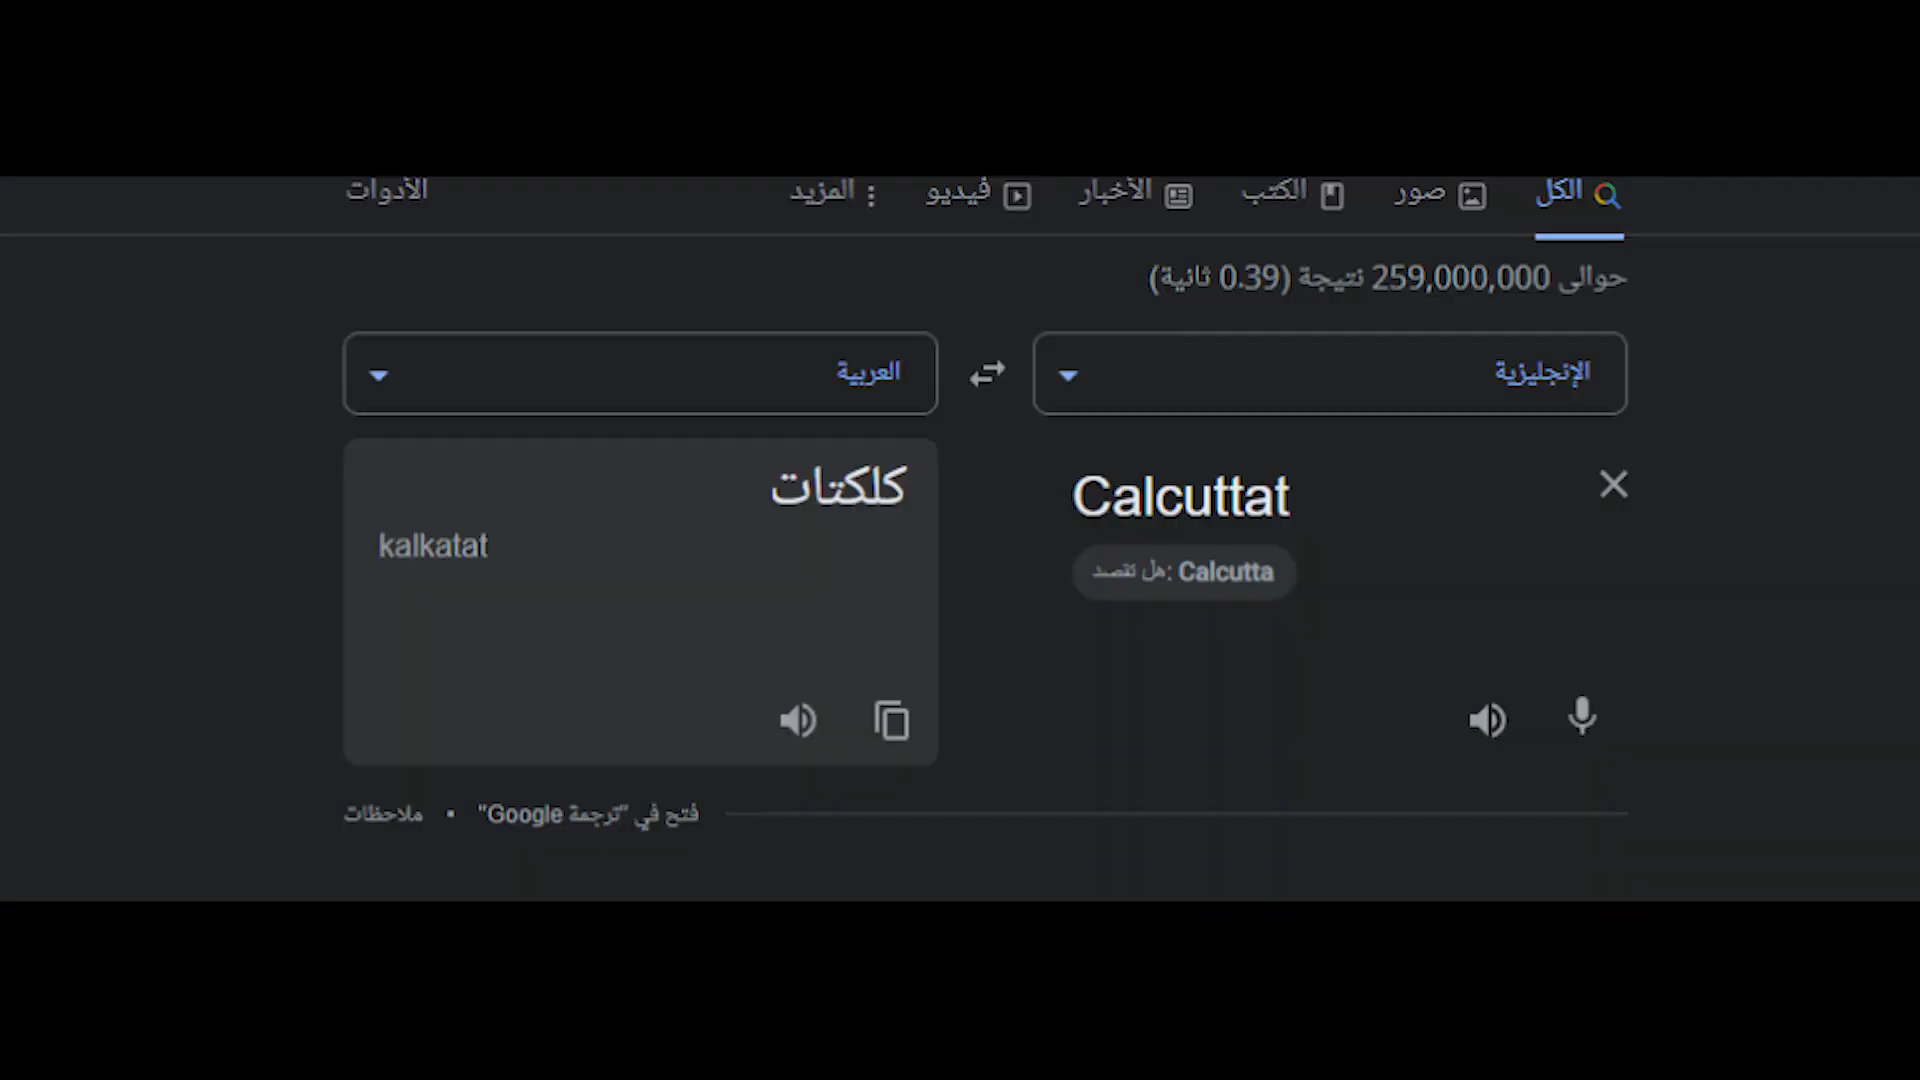 الكل صور الكتب الأخبار فيديو المزيد الأدوات
حوالى 259,000,000 نتيجة (0.39 ثانية)
الإنجليزية العربية
Calcuttat
هل تقصد: Calcutta
كلكتات
kalkatat
فتح في "ترجمة Google" • ملاحظات